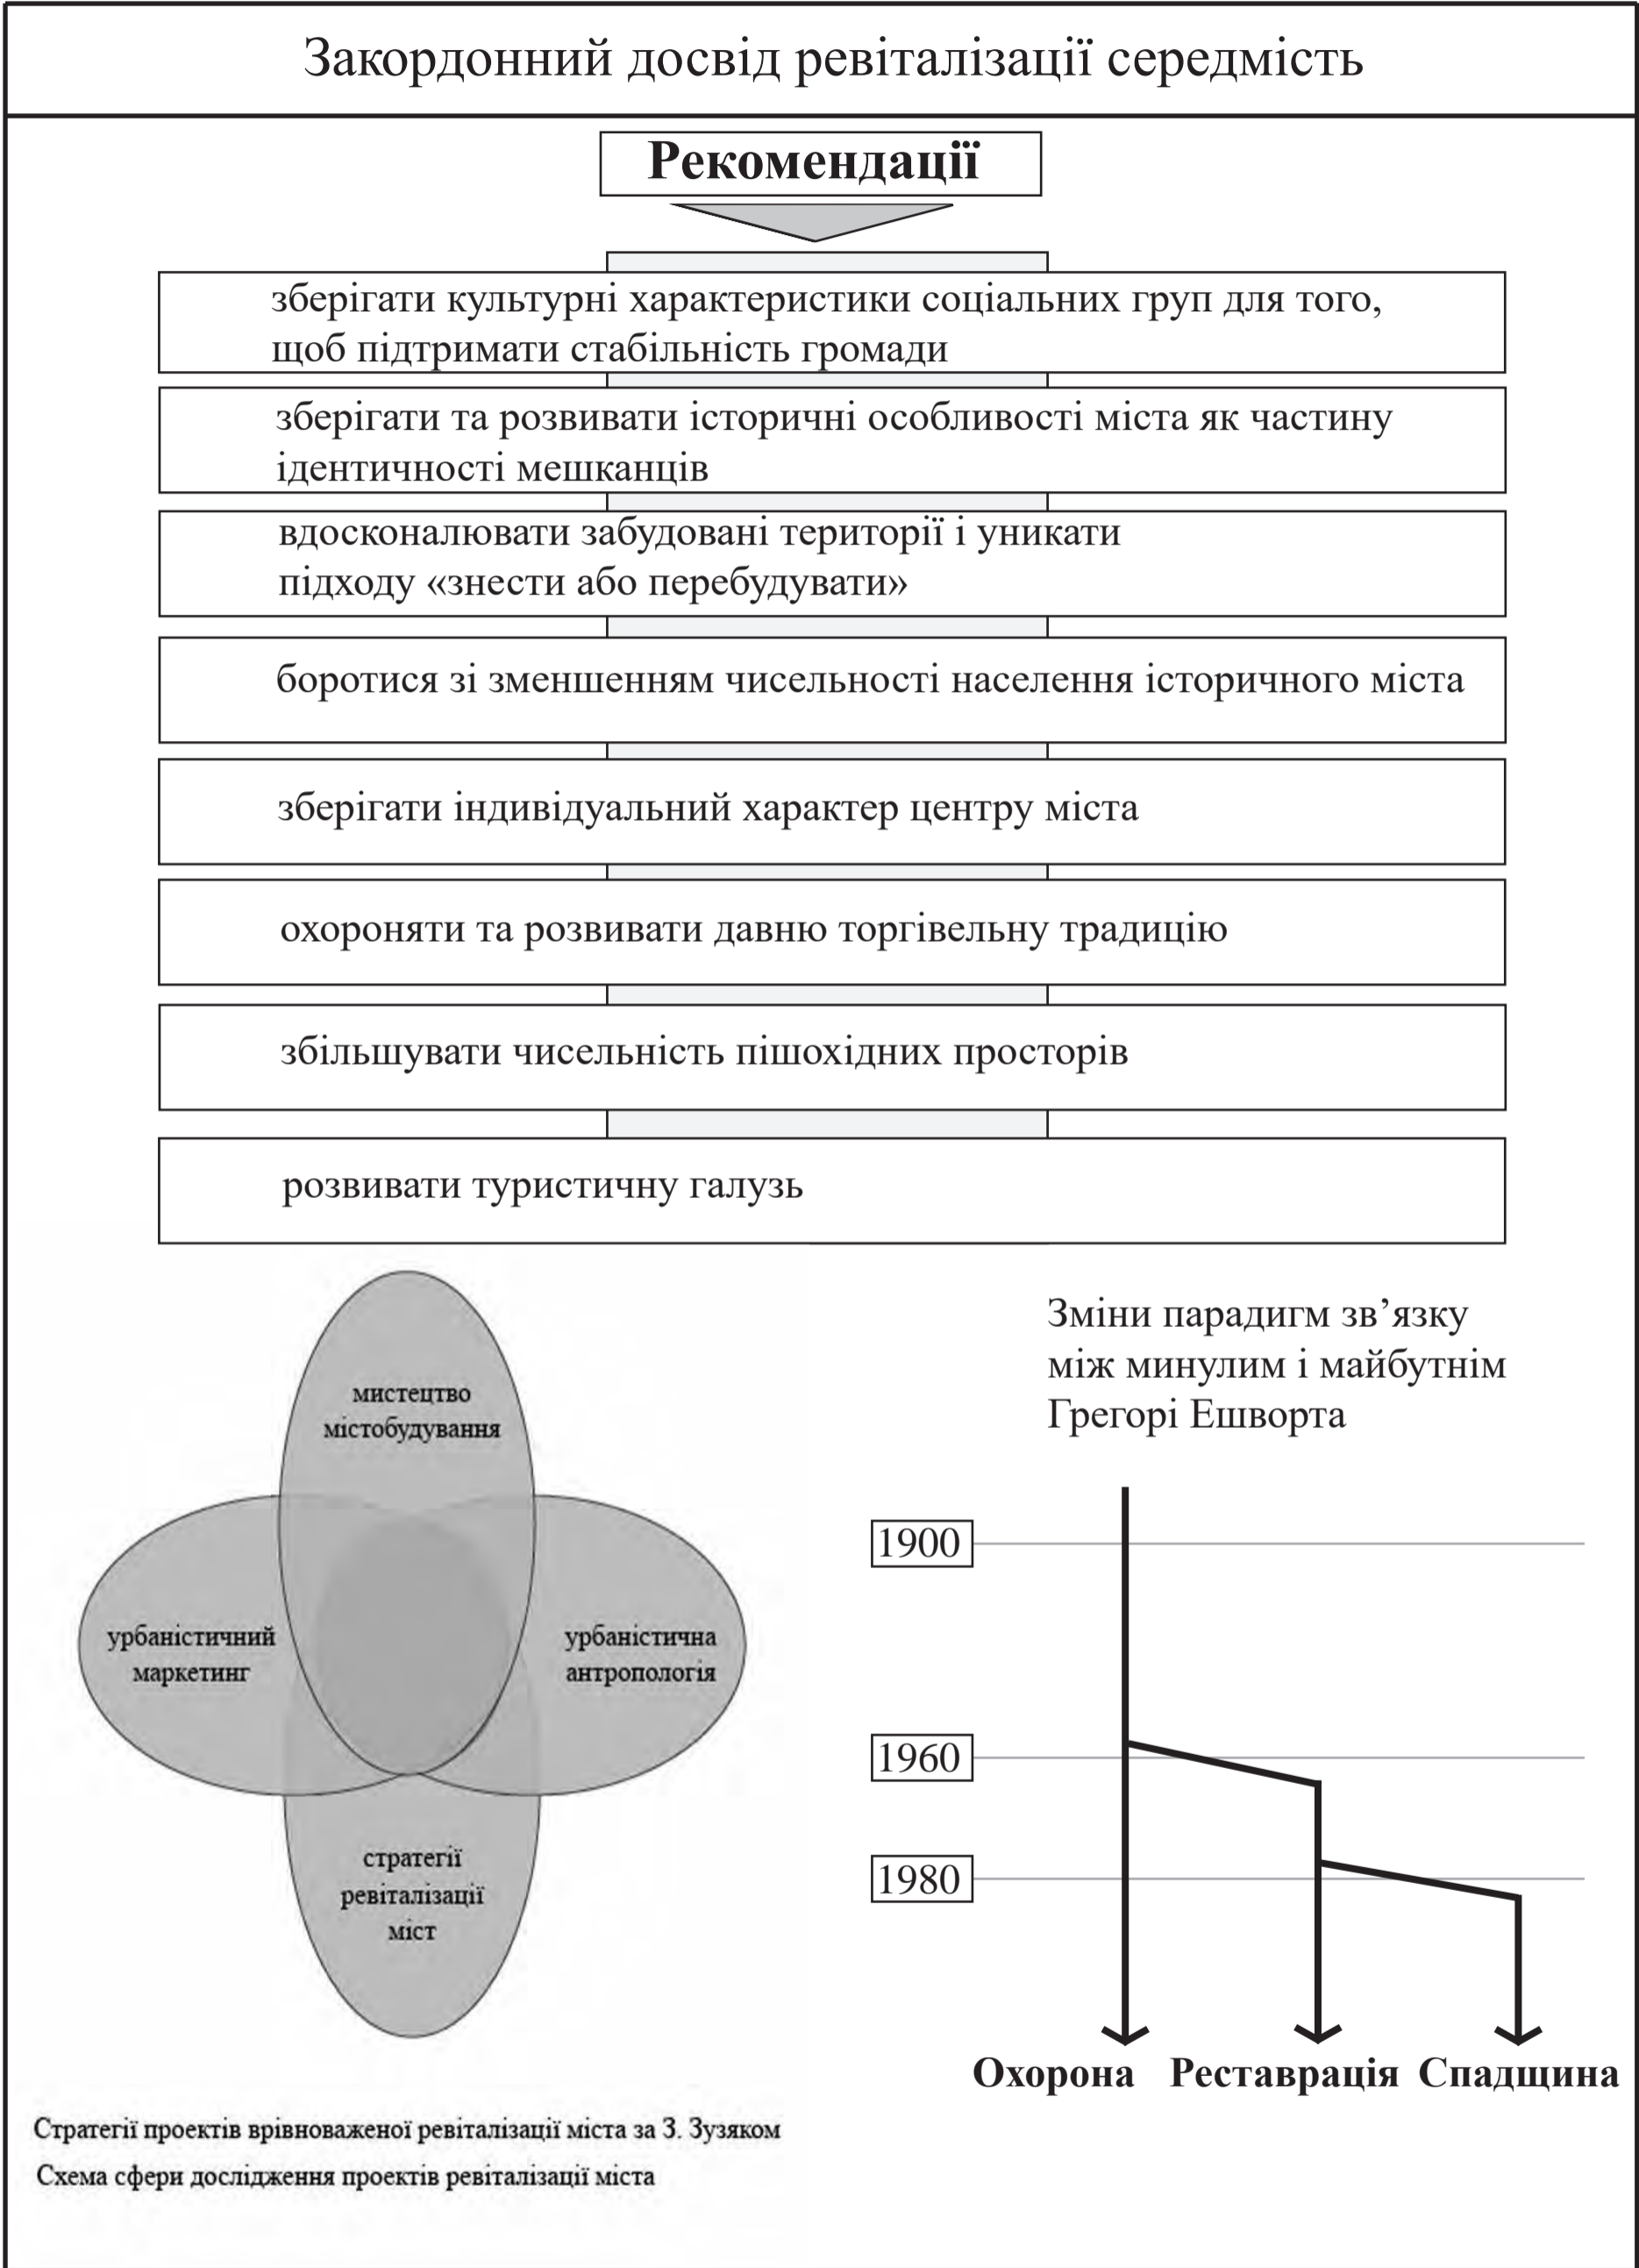 Закордонний досвід ревіталізації середмість
Рекомендації
зберігати культурні характеристики соціальних груп для того,
щоб підтримати стабільність громади
зберігати та розвивати історичні особливості міста як частину
ідентичності мешканців
вдосконалювати забудовані території і уникати
підходу «знести або перебудувати»
боротися зі зменшенням чисельності населення історичного міста
зберігати індивідуальний характер центру міста
охороняти та розвивати давню торгівельну традицію
збільшувати чисельність пішохідних просторів
розвивати туристичну галузь
мистецтво
містобудування
урбаністичний
маркетинг
урбаністична
антропологія
стратегії
ревіталізації
міст
Стратегії проектів врівноваженої ревіталізації міста за З. Зузяком
Схема сфери дослідження проектів ревіталізації міста
Зміни парадигм зв’язку
між минулим і майбутнім
Грегорі Ешворта
1900
1960
1980
Охорона Реставрація Спадщина